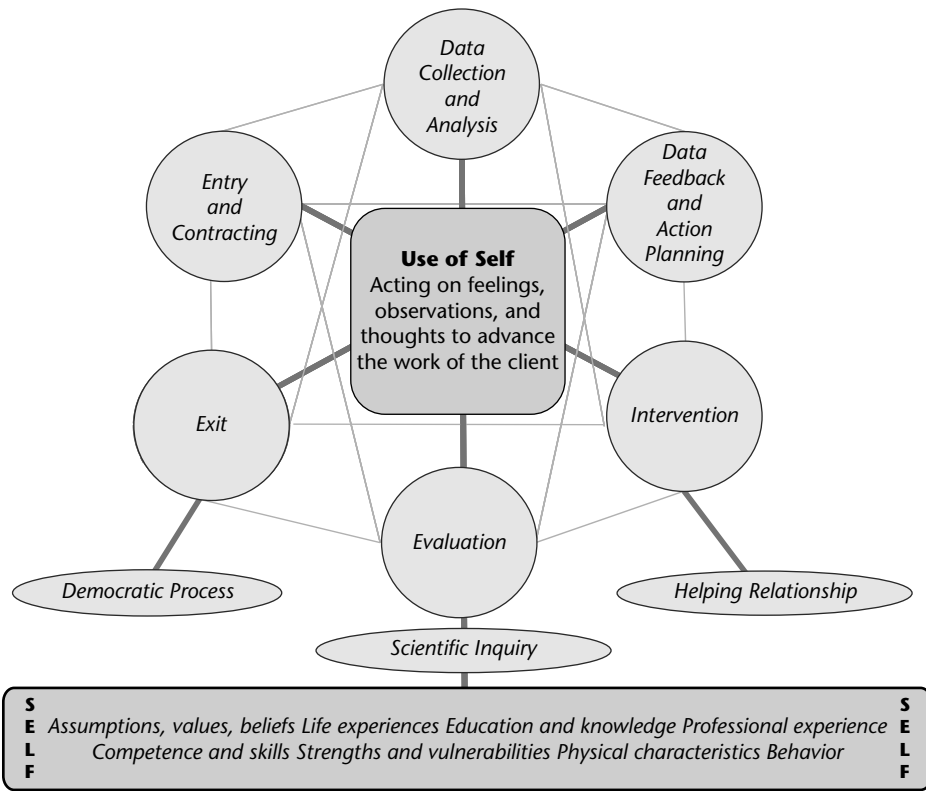 Data
Collection
and
Analysis
Entry
and
Contracting
Data
Feedback
and
Action
Planning
Use of Self
Acting on feelings,
observations, and
thoughts to advance
the work of the client
Exit
Intervention
Evaluation
Democratic Process
Helping Relationship
Scientific Inquiry
S
E
L
F
Assumptions, values, beliefs Life experiences Education and knowledge Professional experience
Competence and skills Strengths and vulnerabilities Physical characteristics Behavior
S
E
L
F